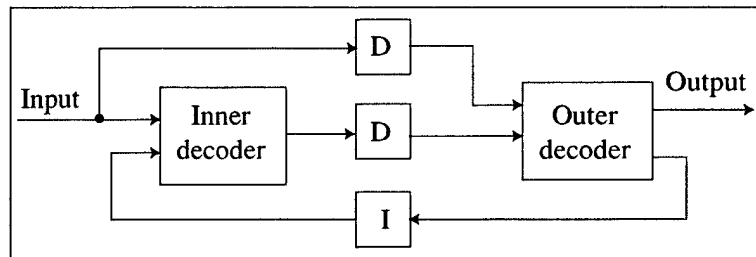 D
Input
Inner
decoder
D
Outer
decoder
Output
I